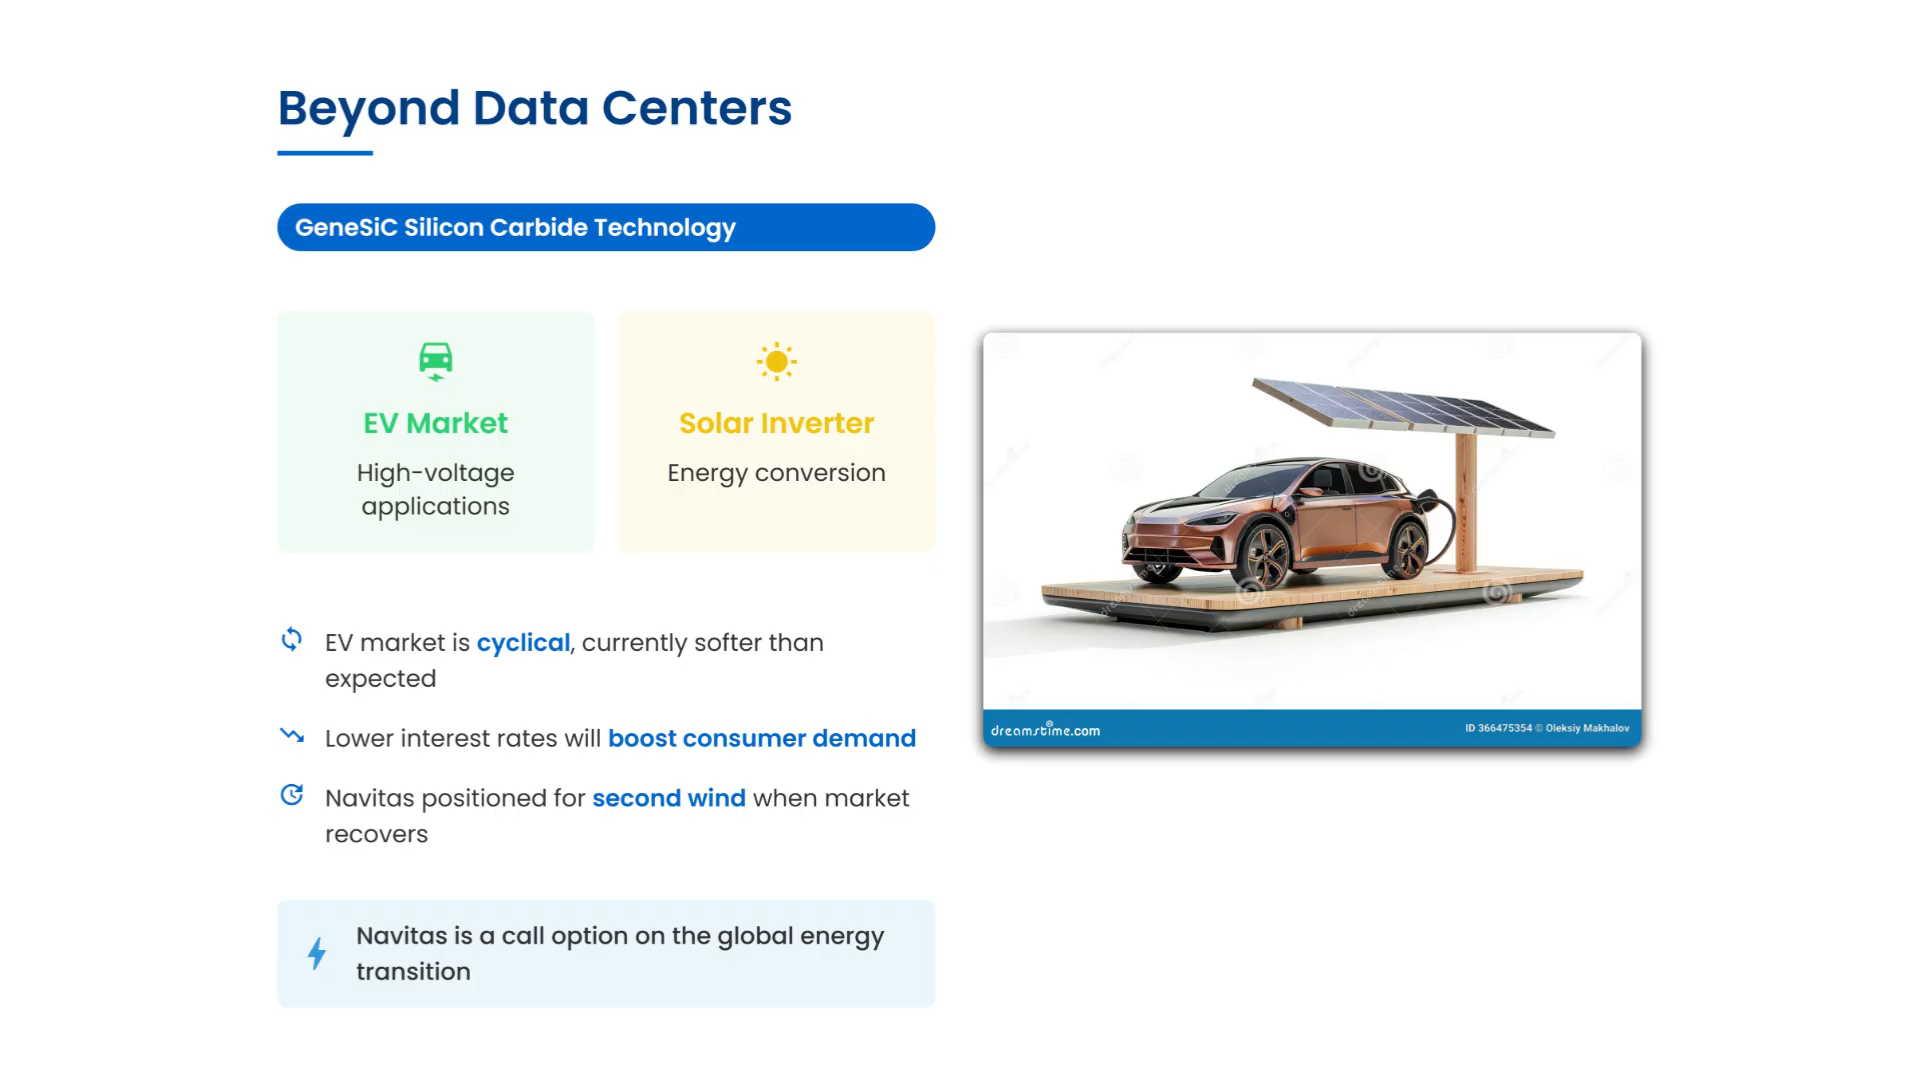 Beyond Data Centers
GeneSiC Silicon Carbide Technology
EV Market
High-voltage
applications
Solar Inverter
Energy conversion
EV market is cyclical, currently softer than
expected
Lower interest rates will boost consumer demand
Navitas positioned for second wind when market
recovers
Navitas is a call option on the global energy
transition
dreamstime.com
ID 366475354 © Oleksiy Makhalov